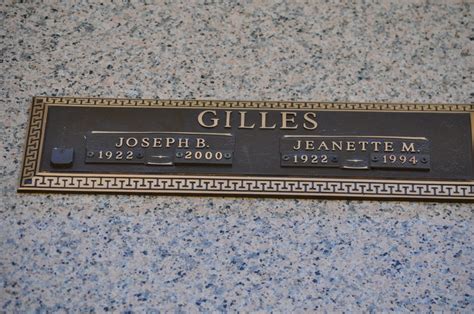 GILLES
JOSEPH B. JEANETTE M.
1922 2000 1922 1994